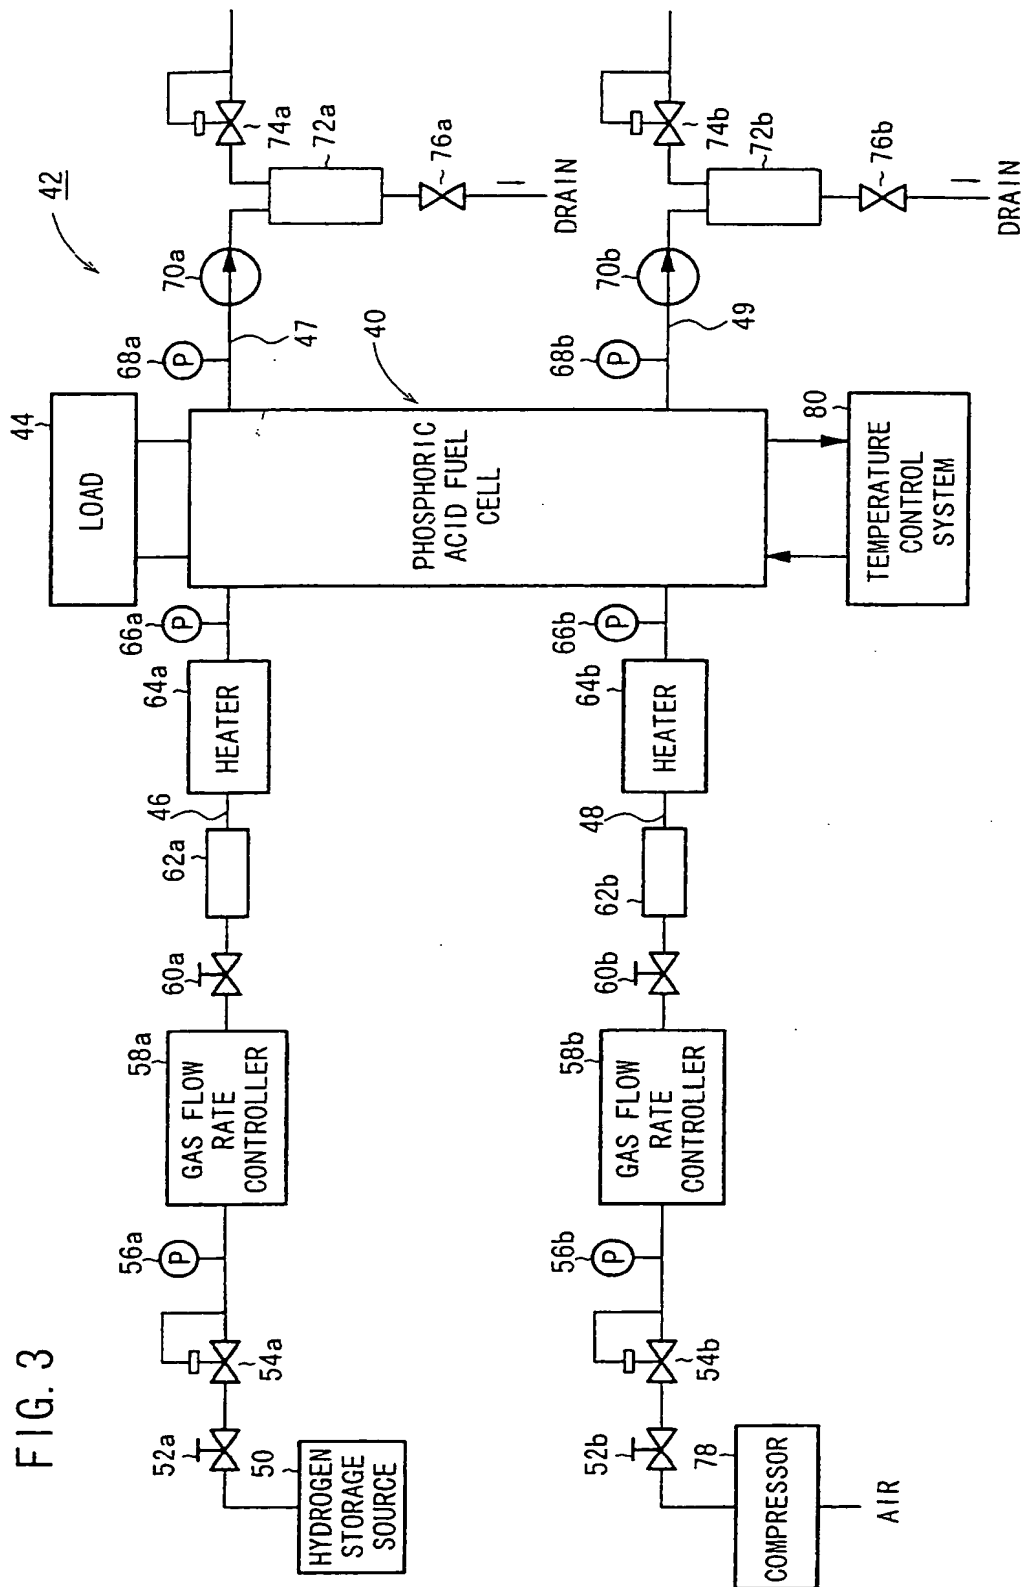 FIG. 3
42
44
LOAD
PHOSPHORIC
ACID FUEL
CELL
40
TEMPERATURE
CONTROL
SYSTEM
80
HYDROGEN
STORAGE
SOURCE
50
52a
54a
56a
P
GAS FLOW
RATE
CONTROLLER
58a
60a
62a
46
HEATER
64a
66a
P
68a
P
47
70a
72a
74a
76a
DRAIN
AIR
COMPRESSOR
78
52b
54b
56b
P
GAS FLOW
RATE
CONTROLLER
58b
60b
62b
48
HEATER
64b
66b
P
68b
P
49
70b
72b
74b
76b
DRAIN